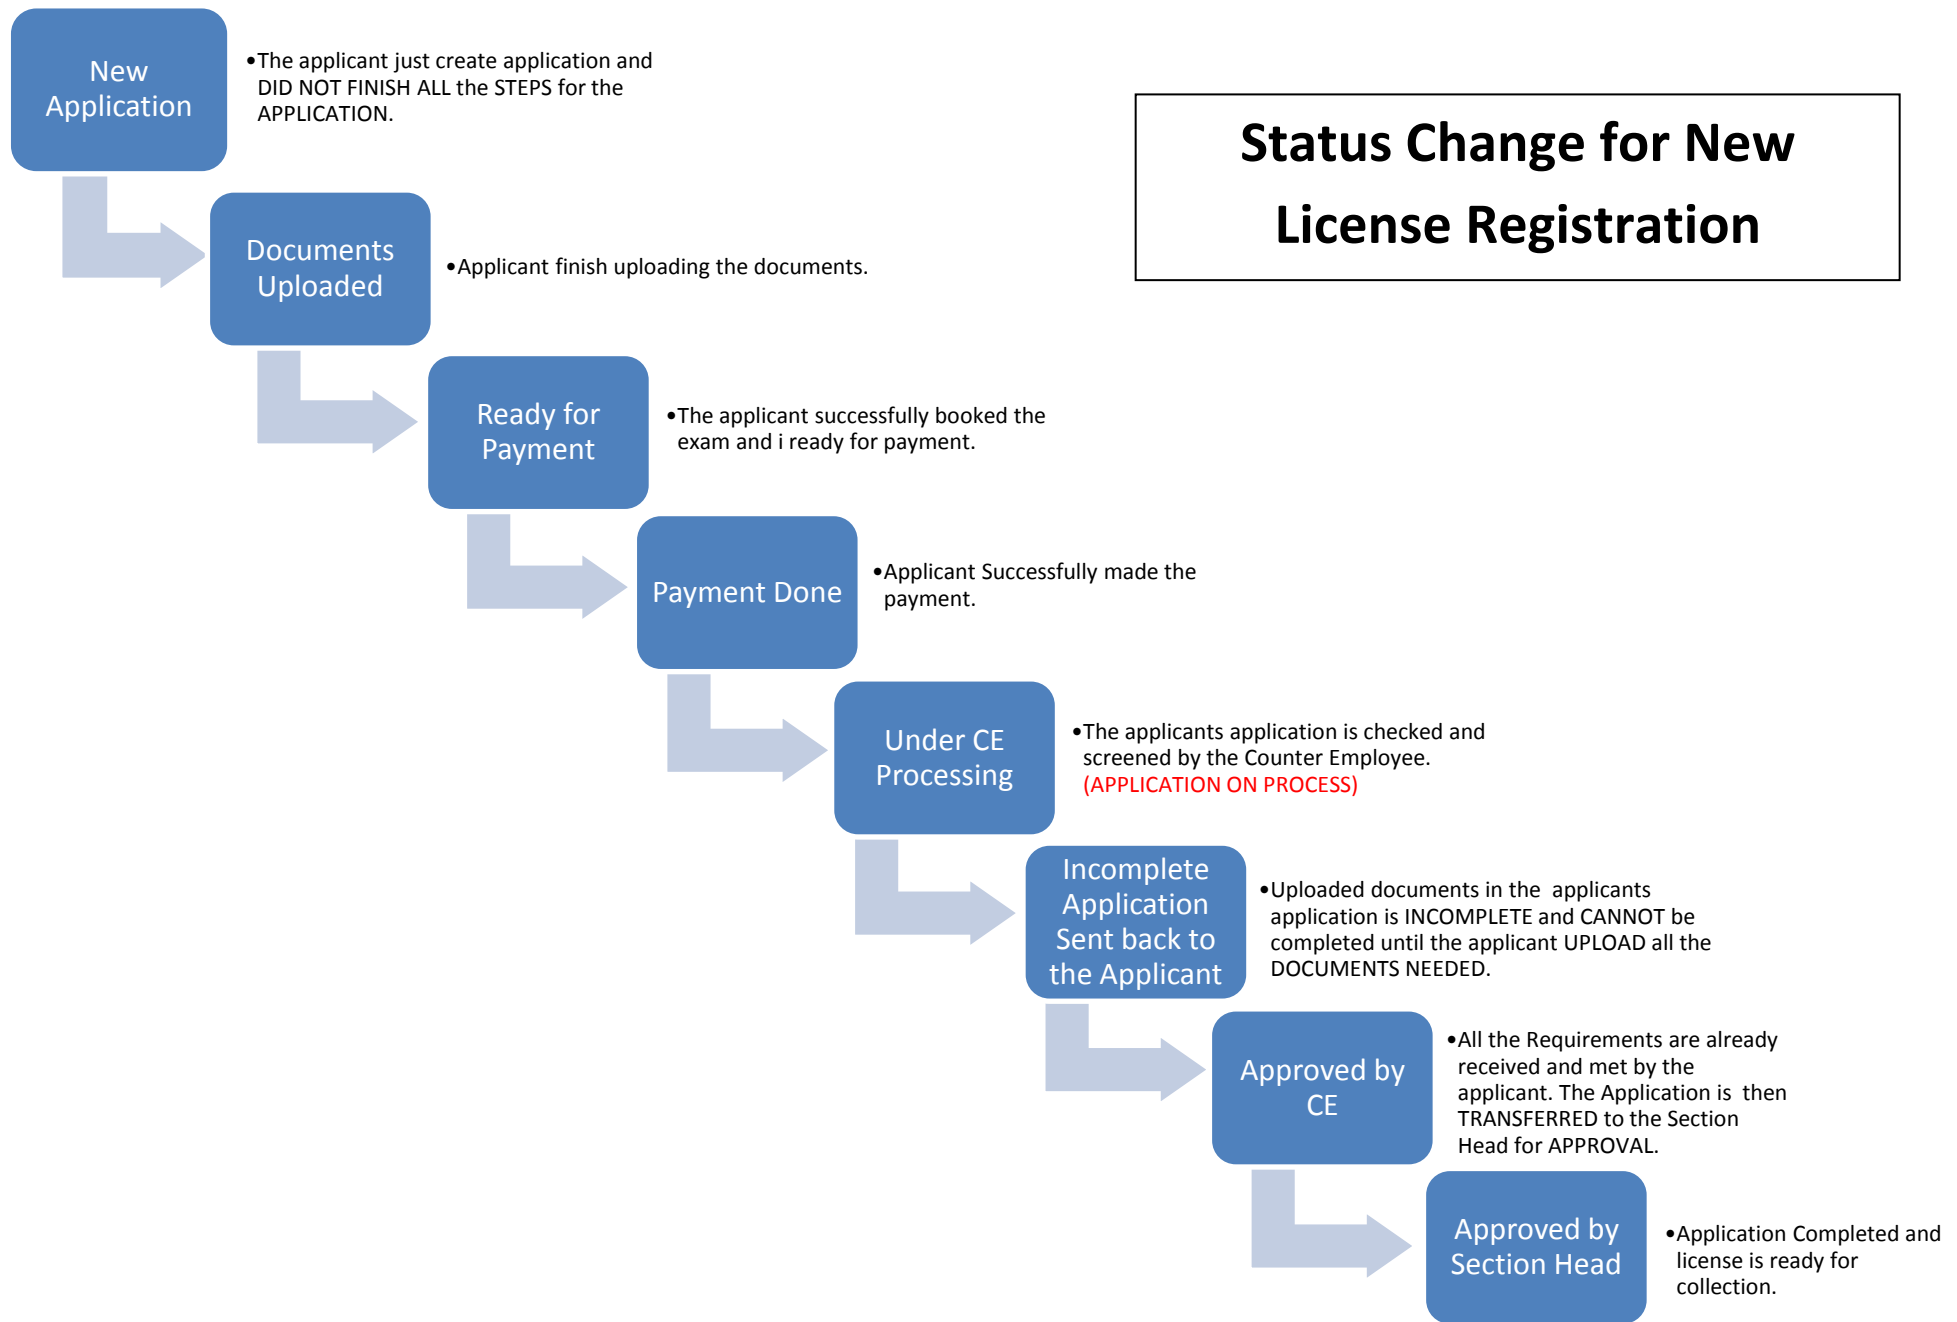 New
Application
•The applicant just create application and
DID NOT FINISH ALL the STEPS for the
APPLICATION.
Status Change for New
License Registration
Documents
Uploaded
•Applicant finish uploading the documents.
Ready for
Payment
•The applicant successfully booked the
exam and i ready for payment.
Payment Done
•Applicant Successfully made the
payment.
Under CE
Processing
•The applicants application is checked and
screened by the Counter Employee.
(APPLICATION ON PROCESS)
Incomplete
Application
Sent back to
the Applicant
•Uploaded documents in the  applicants
application is INCOMPLETE and CANNOT be
completed until the applicant UPLOAD all the
DOCUMENTS NEEDED.
Approved by
CE
•All the Requirements are already
received and met by the
applicant. The Application is  then
TRANSFERRED to the Section
Head for APPROVAL.
Approved by
Section Head
•Application Completed and
license is ready for
collection.